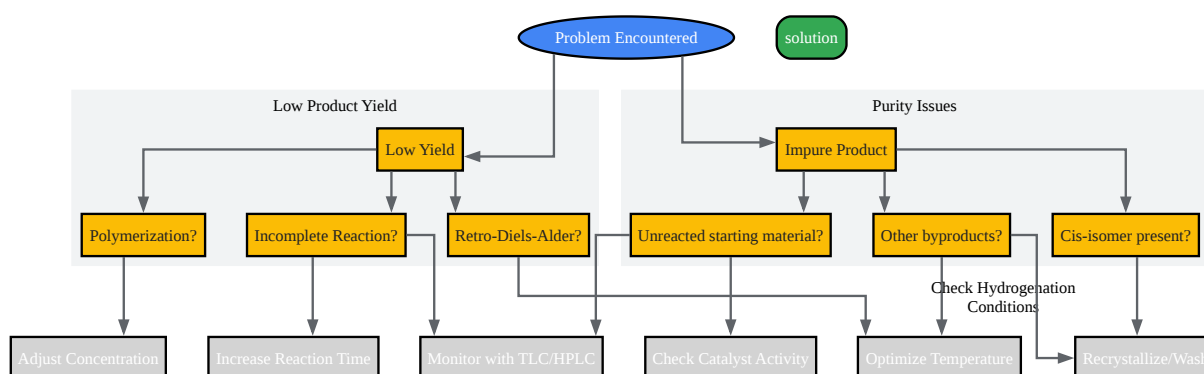 Problem Encountered
solution
Low Product Yield
Purity Issues
Low Yield
Impure Product
Polymerization?
Incomplete Reaction?
Retro-Diels-Alder?
Unreacted starting material?
Other byproducts?
Cis-isomer present?
Check Hydrogenation
Conditions
Adjust Concentration
Increase Reaction Time
Monitor with TLC/HPLC
Check Catalyst Activity
Optimize Temperature
Recrystallize/Wash